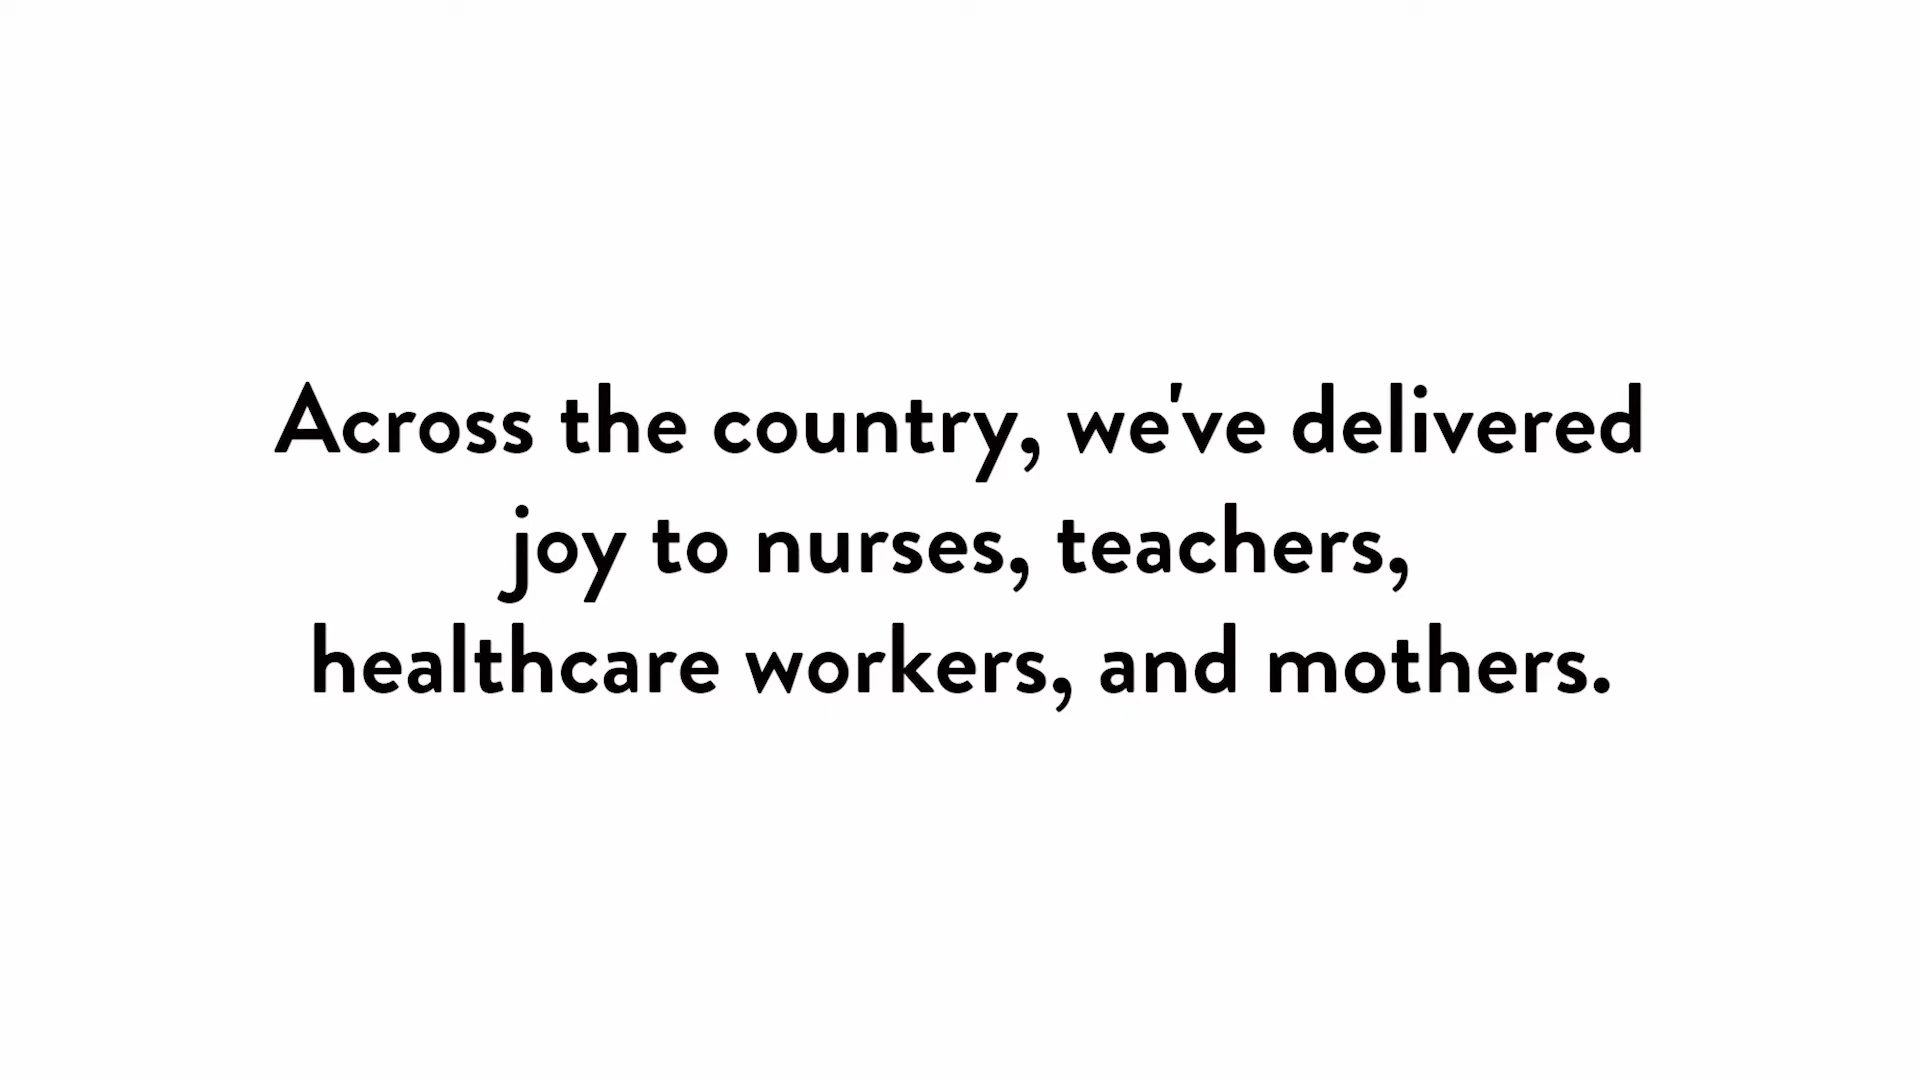 Across the country, we've delivered
joy to nurses, teachers,
healthcare workers, and mothers.